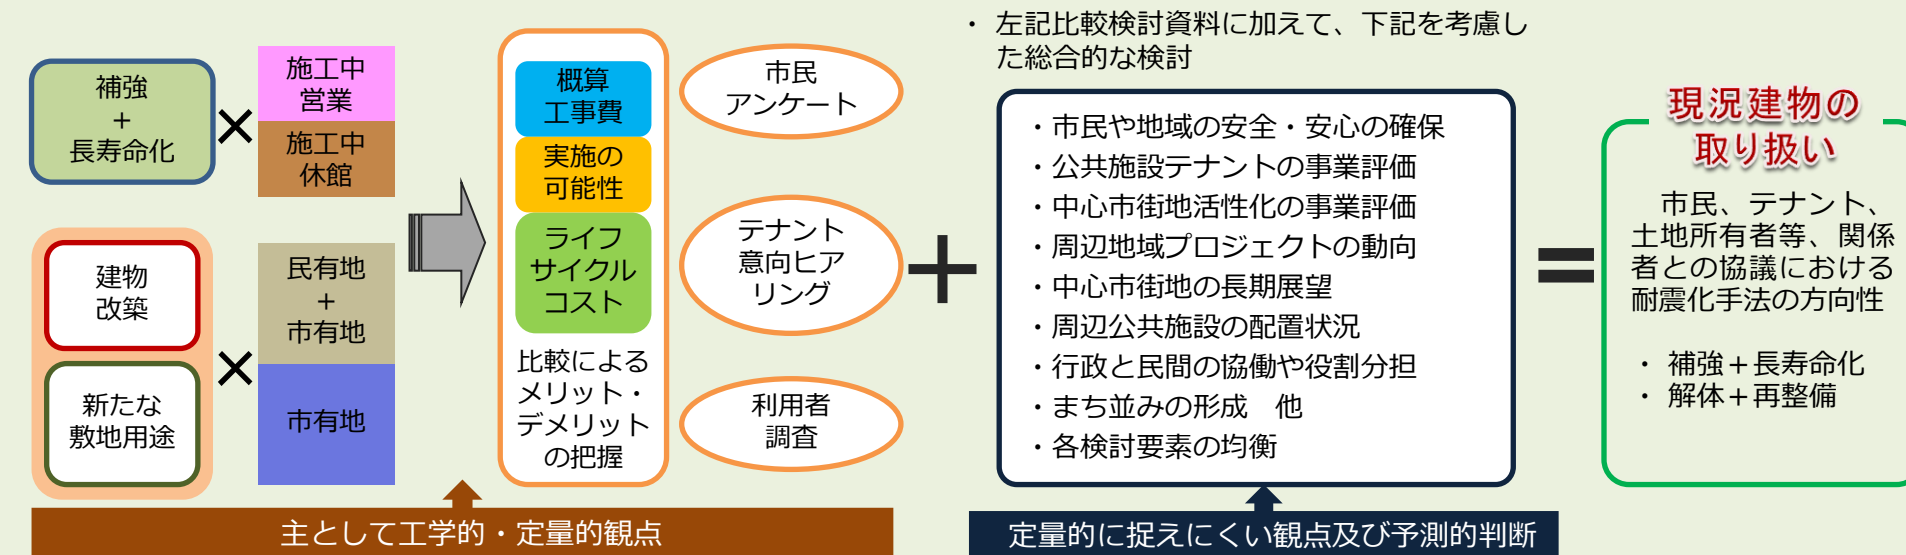 補強
+
長寿命化
×
施工中
営業
施工中
休館
建物
改築
新たな
敷地用途
×
民有地
+
市有地
市有地
概算
工事費
実施の
可能性
ライフ
サイクル
コスト
比較による
メリット・
デメリット
の把握
市民
アンケート
テナント
意向ヒア
リング
利用者
調査
主として工学的・定量的観点
+
・ 左記比較検討資料に加えて、下記を考慮し
た総合的な検討
・市民や地域の安全・安心の確保
・公共施設テナントの事業評価
・中心市街地活性化の事業評価
・周辺地域プロジェクトの動向
・中心市街地の長期展望
・周辺公共施設の配置状況
・行政と民間の協働や役割分担
・まち並みの形成　他
・各検討要素の均衡
定量的に捉えにくい観点及び予測的判断
=
現況建物の
取り扱い
市民、テナント、
土地所有者等、関係
者との協議における
耐震化手法の方向性
・ 補強＋長寿命化
・ 解体＋再整備